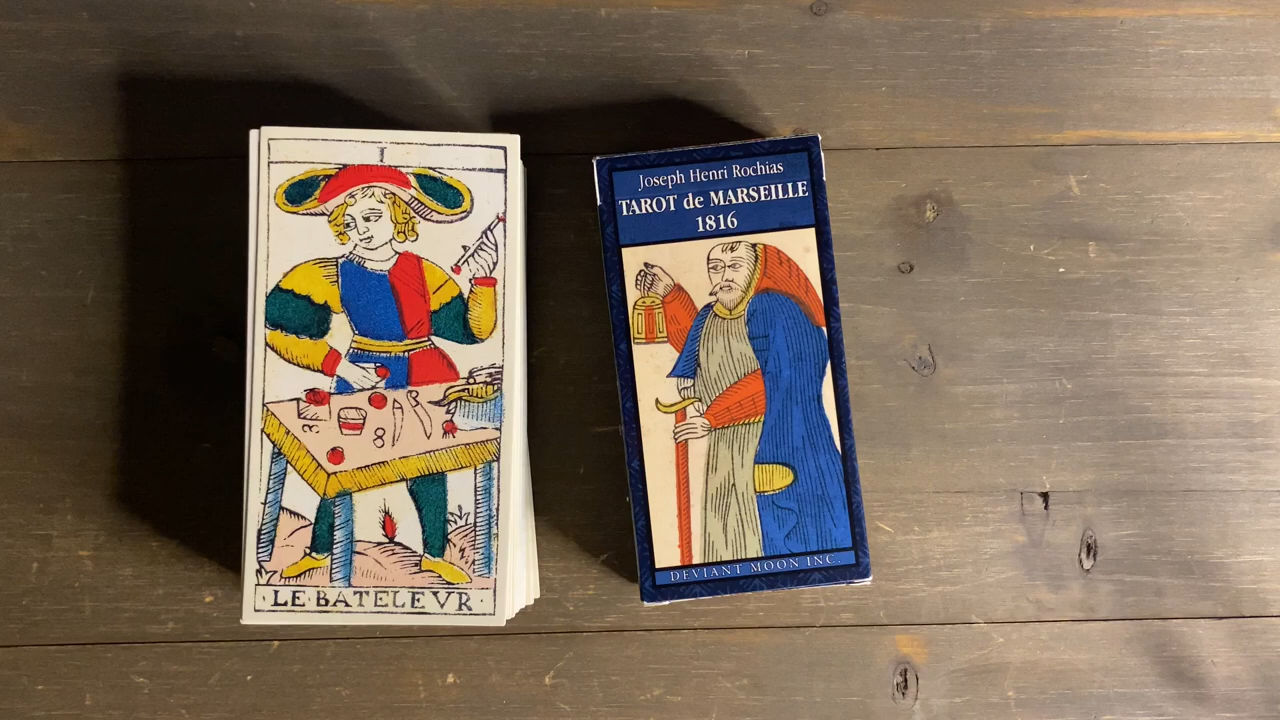 I
LE·BATELEVR·
Joseph Henri Rochias
TAROT de MARSEILLE
1816
DEVIANT MOON INC.